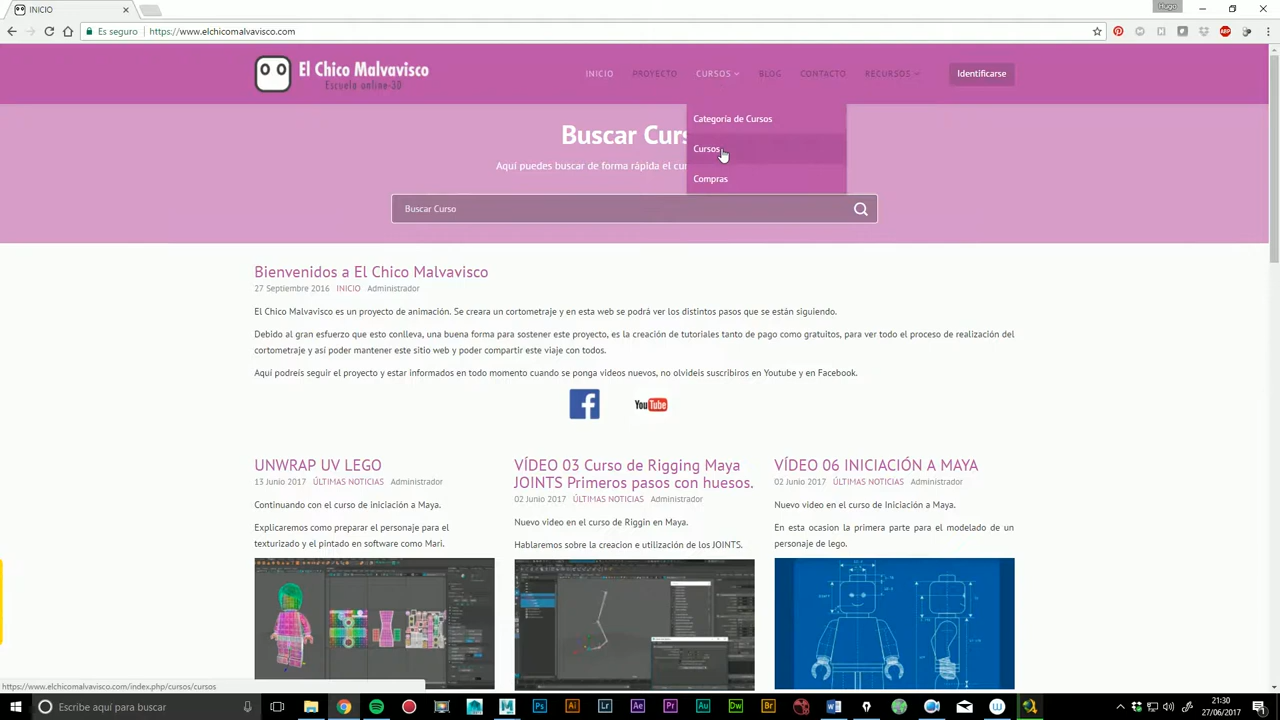 INICIO
Hugo
Es seguro
https://www.elchicomalvavisco.com
El Chico Malvavisco
Escuela online-3D
INICIO
PROYECTO
CURSOS
BLOG
CONTACTO
RECURSOS
Identificarse
Categoría de Cursos
Cursos
Compras
Buscar Curs
Aquí puedes buscar de forma rápida el cur
Buscar Curso
Bienvenidos a El Chico Malvavisco
27 Septiembre 2016 INICIO Administrador
El Chico Malvavisco es un proyecto de animación. Se creara un cortometraje y en esta web se podrá ver los distintos pasos que se están siguiendo.
Debido al gran esfuerzo que esto conlleva, una buena forma para sostener este proyecto, es la creación de tutoriales tanto de pago como gratuitos, para ver todo el proceso de realización del
cortometraje y así poder mantener este sitio web y poder compartir este viaje con todos.
Aquí podreis seguir el proyecto y estar informados en todo momento cuando se ponga videos nuevos, no olvideis suscribiros en Youtube y en Facebook.
YouTube
UNWRAP UV LEGO
13 Junio 2017 ÚLTIMAS NOTICIAS Administrador
Continuando con el curso de iniciación a Maya.
Explicaremos como preparar el personaje para el
texturizado y el pintado en software como Mari.
VÍDEO 03 Curso de Rigging Maya
JOINTS Primeros pasos con huesos.
02 Junio 2017 ÚLTIMAS NOTICIAS Administrador
Nuevo video en el curso de Riggin en Maya.
Hablaremos sobre la creacion e utilización de los JOINTS.
VÍDEO 06 INICIACIÓN A MAYA
02 Junio 2017 ÚLTIMAS NOTICIAS Administrador
Nuevo video en el curso de Iniciación a Maya.
En esta ocasion la primera parte para el modelado de un
personaje de lego.
https://www.elchicomalvavisco.com/index.php/cursos/cursos
Escribe aquí para buscar
21:30
27/06/2017